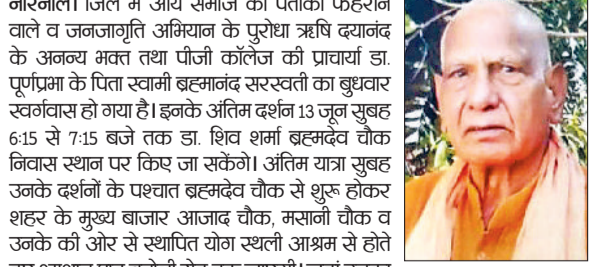 नारनौल। जिले में आर्य समाज की पताका फहराने
वाले व जनजागृति अभियान के पुरोधा ऋषि दयानंद
के अनन्य भक्त तथा पीजी कॉलेज की प्राचार्या डा.
पूर्णप्रभा के पिता स्वामी ब्रह्मानंद सरस्वती का बुधवार
स्वर्गवास हो गया है। इनके अंतिम दर्शन 13 जून सुबह
6:15 से 7:15 बजे तक डा. शिव शर्मा ब्रह्मदेव चौक
निवास स्थान पर किए जा सकेंगे। अंतिम यात्रा सुबह
उनके दर्शनों के पश्चात ब्रह्मदेव चौक से शुरू होकर
शहर के मुख्य बाजार आजाद चौक, मसानी चौक व
उनके की ओर से स्थापित योग स्थली आश्रम से होते